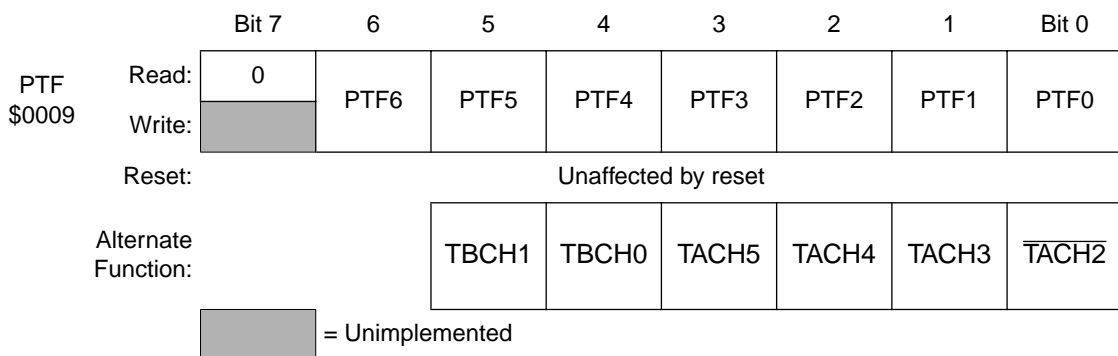 Bit 7 6 5 4 3 2 1 Bit 0
PTF
$0009
Read: 0
PTF6 PTF5 PTF4 PTF3 PTF2 PTF1 PTF0
Write:
Reset: Unaffected by reset
Alternate
Function:
TBCH1 TBCH0 TACH5 TACH4 TACH3 T̅A̅C̅H̅2̅
= Unimplemented